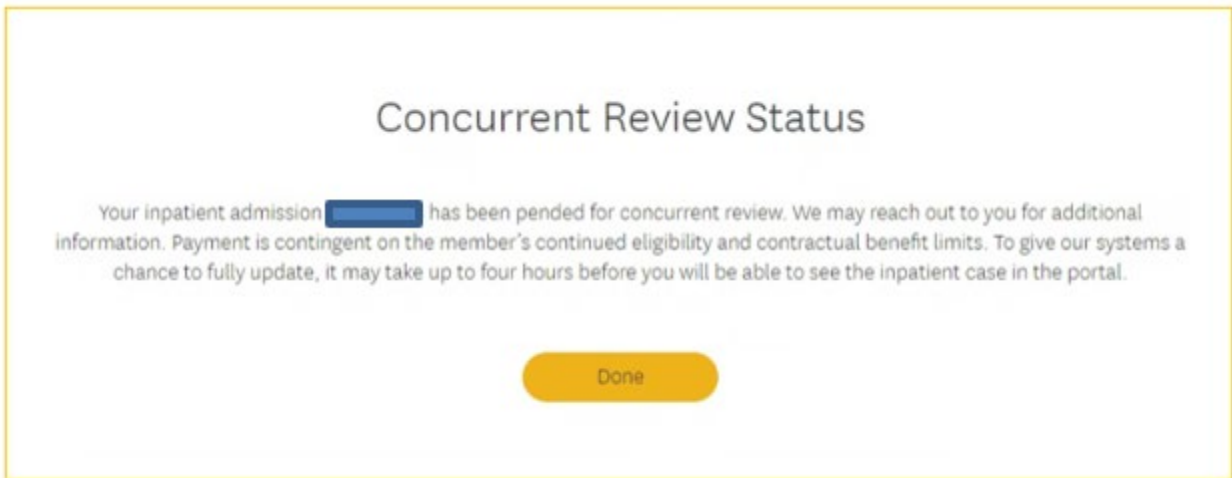 Concurrent Review Status
Your inpatient admission has been pended for concurrent review. We may reach out to you for additional
information. Payment is contingent on the member's continued eligibility and contractual benefit limits. To give our systems a
chance to fully update, it may take up to four hours before you will be able to see the inpatient case in the portal.
Done